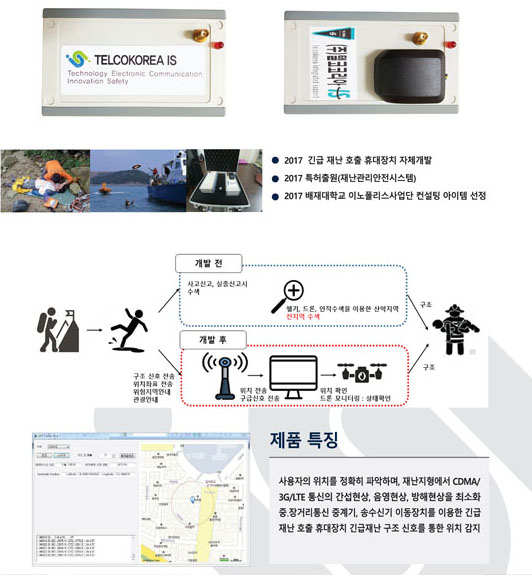 TELCOKOREA IS
Technology Electronic Communication
Innovation Safety
2017 긴급 재난 호출 휴대장치 자체개발
2017 특허출원(재난관리안전시스템)
2017 배재대학교 이노폴리스사업단 컨설팅 아이템 선정
개발 전
사고신고, 실종신고시
수색
헬기, 드론, 인적수색을 이용한 산악지역
전지역 수색
구조
개발 후
구조 신호 전송
위치좌표 전송
위험지역안내
관광안내
위치 전송
구급신호 전송
위치 확인
드론 모니터링 : 상태확인
구조
제품 특징
사용자의 위치를 정확히 파악하며, 재난지형에서 CDMA/
3G/LTE 통신의 간섭현상, 음영현상, 방해현상을 최소화
중,장거리통신 중계기, 송수신기 이동장치를 이용한 긴급
재난 호출 휴대장치 긴급재난 구조 신호를 통한 위치 감지